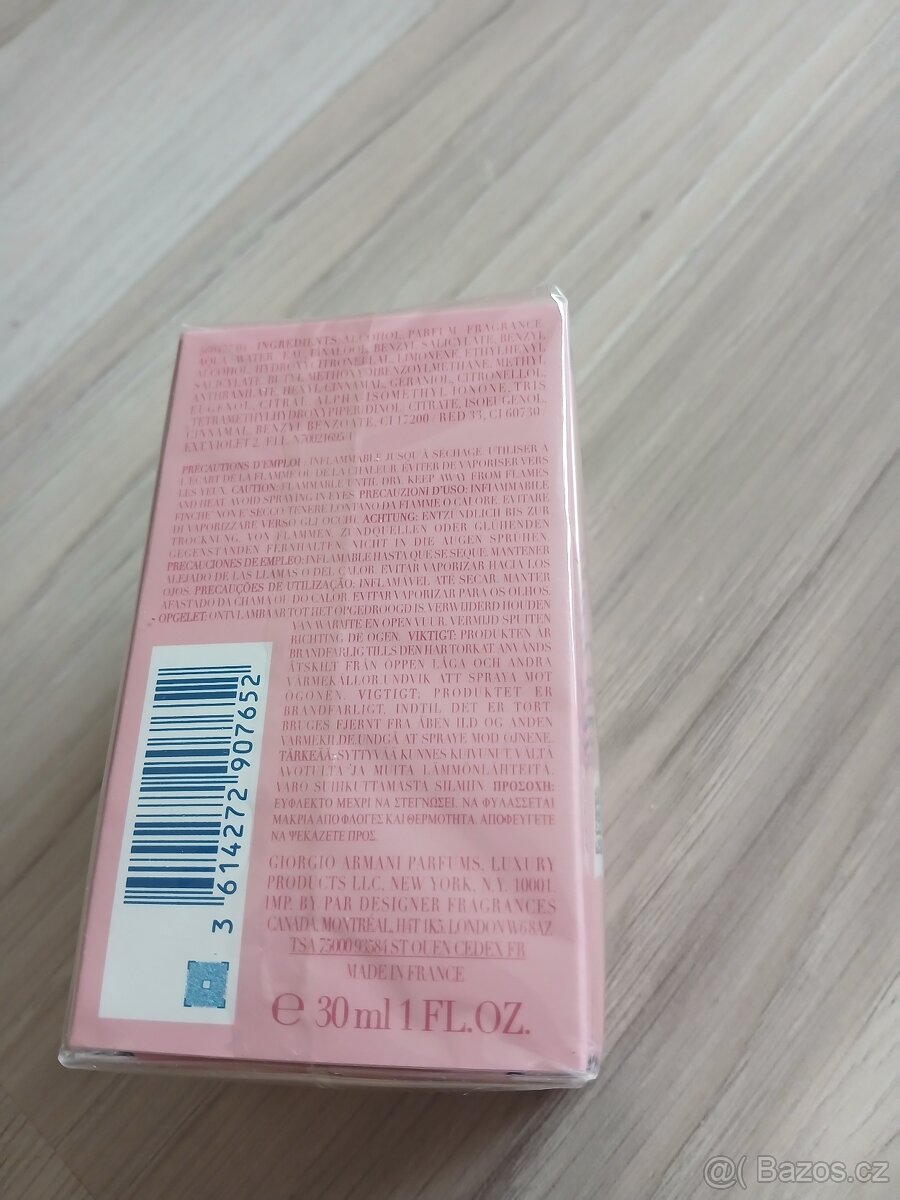 INGREDIENTS: ALCOHOL, PARFUM / FRAGRANCE,
AQUA / WATER / EAU, LINALOOL, BENZYL SALICYLATE, BENZYL
ALCOHOL, HYDROXYCITRONELLAL, LIMONENE, ETHYLHEXYL
SALICYLATE, BUTYL METHOXYDIBENZOYLMETHANE, METHYL
ANTHRANILATE, HEXYL CINNAMAL, GERANIOL, CITRONELLOL,
EUGENOL, CITRAL, ALPHA-ISOMETHYL IONONE, TRIS
TETRAMETHYLHYDROXYPIPERIDINOL CITRATE, ISOEUGENOL,
CINNAMAL, BENZYL BENZOATE, CI 17200 / RED 33, CI 60730 /
EXT. VIOLET 2. F.I.L.
PRÉCAUTIONS D'EMPLOI: INFLAMMABLE JUSQU'À SÉCHAGE. UTILISER À
L'ÉCART DE LA FLAMME OU DE LA CHALEUR. ÉVITER DE VAPORISER VERS
LES YEUX. CAUTION: FLAMMABLE UNTIL DRY. KEEP AWAY FROM FLAMES
AND HEAT. AVOID SPRAYING IN EYES. PRECAUZIONI D'USO: INFIAMMABILE
FINCHÉ NON È SECCO. TENERE LONTANO DA FIAMME O CALORE. EVITARE
DI VAPORIZZARE VERSO GLI OCCHI. ACHTUNG: ENTZÜNDLICH BIS ZUR
TROCKNUNG. VON FLAMMEN, ZÜNDQUELLEN ODER GLÜHENDEN
GEGENSTÄNDEN FERNHALTEN. NICHT IN DIE AUGEN SPRÜHEN.
PRECAUCIONES DE EMPLEO: INFLAMABLE HASTA QUE SE SEQUE. MANTENER
ALEJADO DE LAS LLAMAS O DEL CALOR. EVITAR VAPORIZAR HACIA LOS
OJOS. PRECAUÇÕES DE UTILIZAÇÃO: INFLAMÁVEL ATÉ SECAR. MANTER
AFASTADO DA CHAMA OU DO CALOR. EVITAR VAPORIZAR PARA OS OLHOS.
OPGELET: ONTVLAMBAAR TOT HET OPGEDROOGD IS. VERWIJDERD HOUDEN
VAN WARMTE EN OPEN VUUR. VERMIJD SPUITEN
RICHTING DE OGEN. VIKTIGT: PRODUKTEN ÄR
BRANDFARLIG TILLS DEN HAR TORKAT. ANVÄNDS
ÅTSKILT FRÅN ÖPPEN LÅGA OCH ANDRA
VÄRMEKÄLLOR. UNDVIK ATT SPRAYA MOT
ÖGONEN. VIGTIGT: PRODUKTET ER
BRANDFARLIGT, INDTIL DET ER TØRT.
BRUGES FJERNT FRA ÅBEN ILD OG ANDEN
VARMEKILDE. UNDGÅ AT SPRAYE MOD ØJNENE.
TÄRKEÄÄ: SYTTYVÄÄ KUNNES KUIVUNUT. VÄLTÄ
AVOTULTA JA MUITA LÄMMÖNLÄHTEITÄ.
VARO SUIHKUTTAMASTA SILMIIN. ΠΡΟΣΟΧΗ:
ΕΥΦΛΕΚΤΟ ΜΕΧΡΙ ΝΑ ΣΤΕΓΝΩΣΕΙ. ΝΑ ΦΥΛΑΣΣΕΤΑΙ
ΜΑΚΡΙΑ ΑΠΟ ΦΛΟΓΕΣ ΚΑΙ ΘΕΡΜΟΤΗΤΑ. ΑΠΟΦΕΥΓΕΤΕ
ΝΑ ΨΕΚΑΖΕΤΕ ΠΡΟΣ.
GIORGIO ARMANI PARFUMS, LUXURY
PRODUCTS LLC, NEW YORK, N.Y. 10001.
IMP. BY PAR DESIGNER FRAGRANCES
CANADA, MONTRÉAL, H4T 1K5. LONDON W6 8AZ
TSA 75000 93584 ST OUEN CEDEX FR
MADE IN FRANCE
℮ 30 ml 1 FL.OZ.
3 614272 907652
@( Bazos.cz